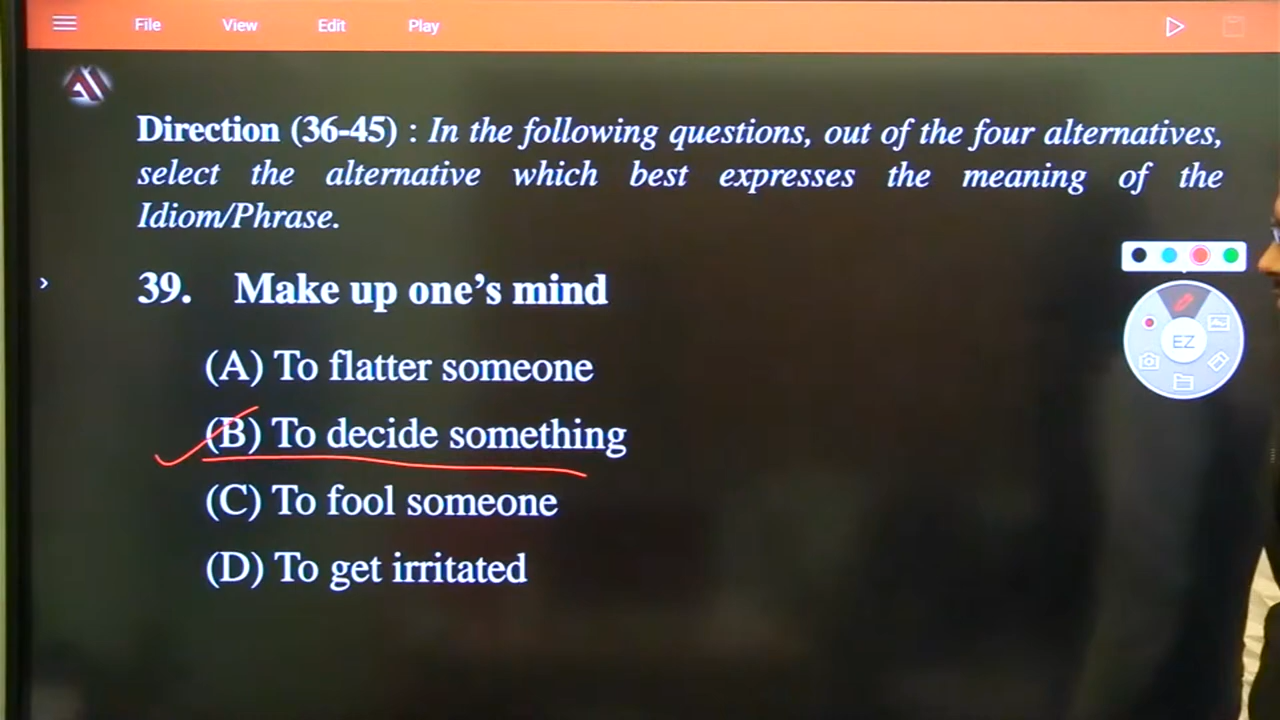 File View Edit Play
Direction (36-45) : In the following questions, out of the four alternatives,
select the alternative which best expresses the meaning of the
Idiom/Phrase.
39. Make up one's mind
(A) To flatter someone
(B) To decide something
(C) To fool someone
(D) To get irritated
EZ